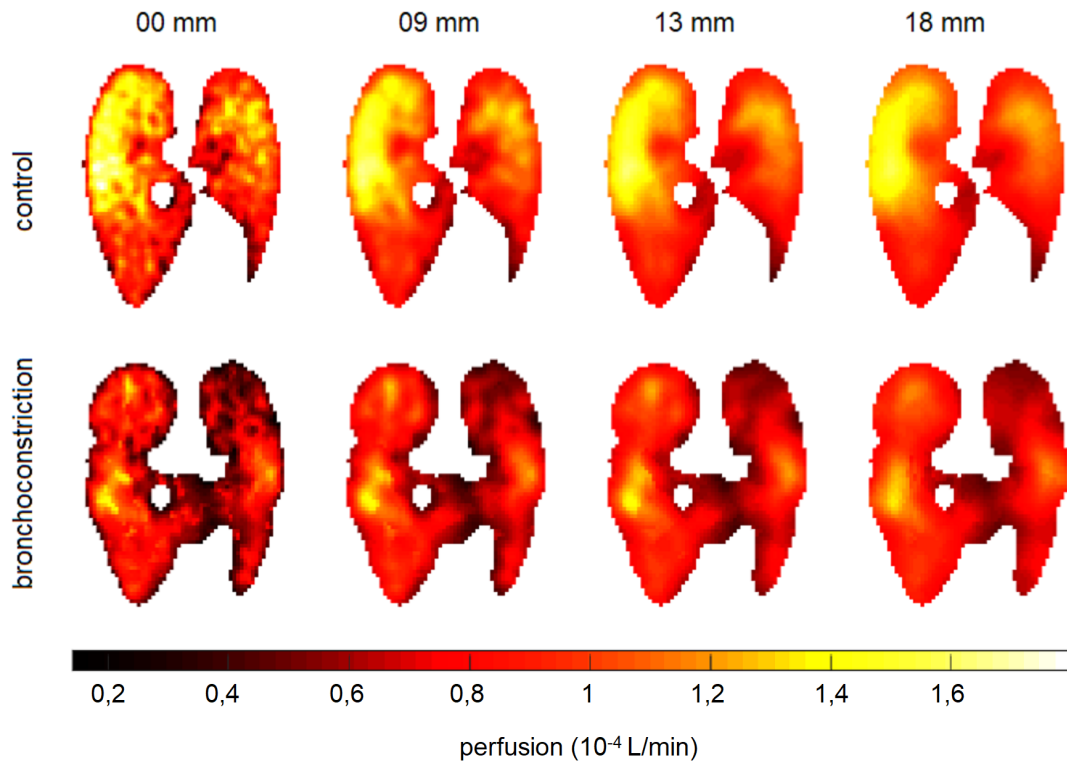 00 mm 09 mm 13 mm 18 mm
control
bronchoconstriction
0,2 0,4 0,6 0,8 1 1,2 1,4 1,6
perfusion (10⁻⁴ L/min)